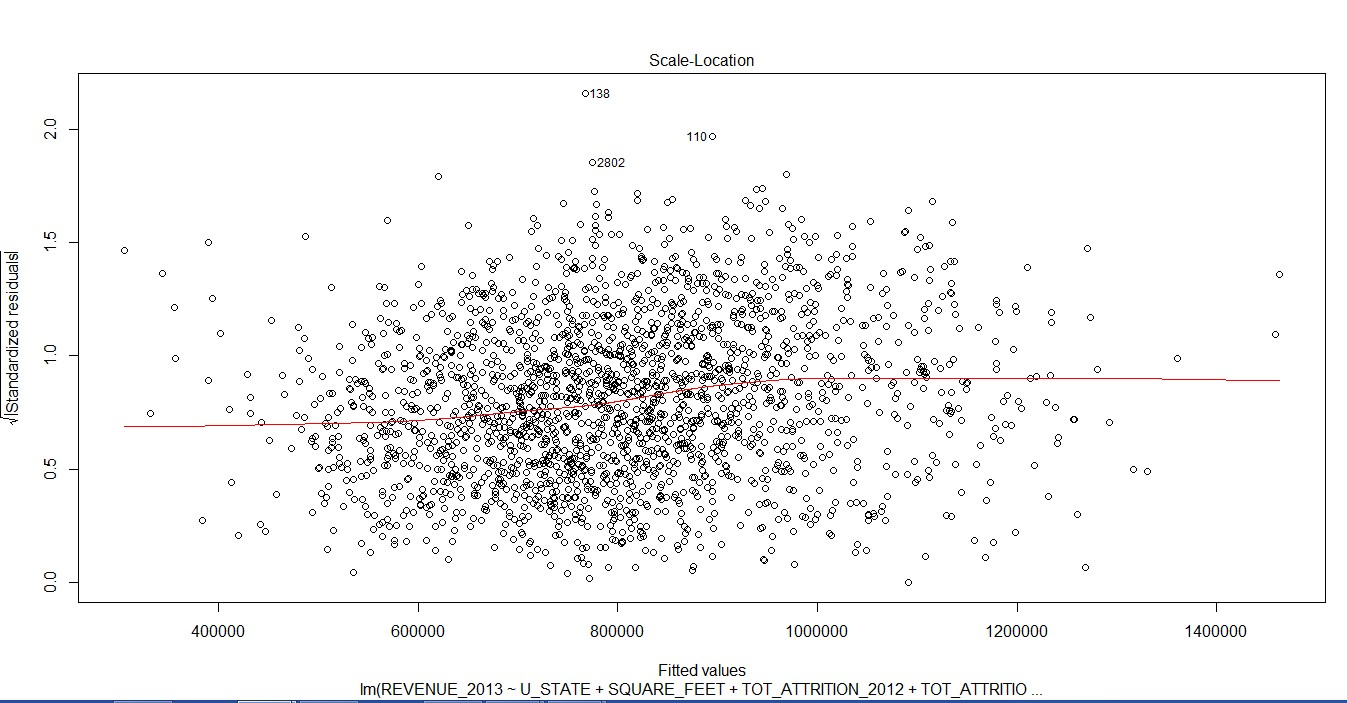 Scale-Location
138
110
2802
2.0
1.5
1.0
0.5
0.0
√|Standardized residuals|
400000 600000 800000 1000000 1200000 1400000
Fitted values
lm(REVENUE_2013 ~ U_STATE + SQUARE_FEET + TOT_ATTRITION_2012 + TOT_ATTRITIO ...